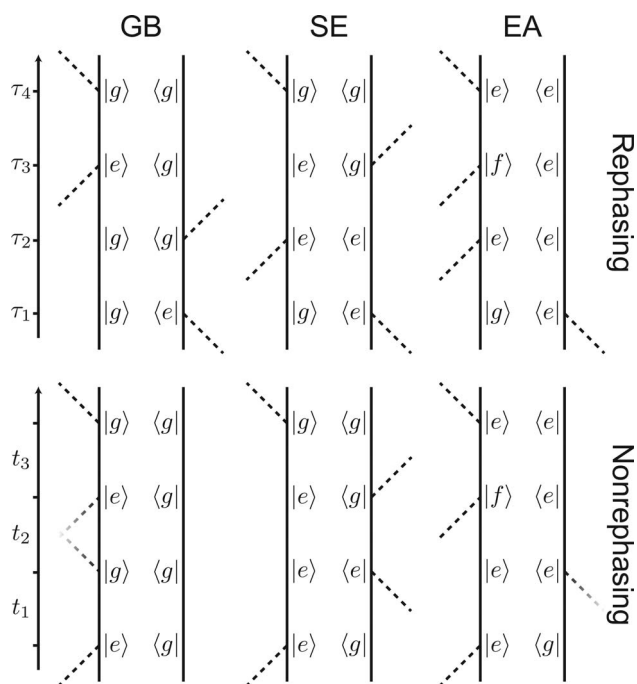 GB SE EA
τ4 |g⟩ ⟨g| |g⟩ ⟨g| |e⟩ ⟨e|
τ3 |e⟩ ⟨g| |e⟩ ⟨g| |f⟩ ⟨e|
τ2 |g⟩ ⟨g| |e⟩ ⟨e| |e⟩ ⟨e|
τ1 |g⟩ ⟨e| |g⟩ ⟨e| |g⟩ ⟨e|
Rephasing
|g⟩ ⟨g| |g⟩ ⟨g| |e⟩ ⟨e|
t3
|e⟩ ⟨g| |e⟩ ⟨g| |f⟩ ⟨e|
t2
|g⟩ ⟨g| |e⟩ ⟨e| |e⟩ ⟨e|
t1
|e⟩ ⟨g| |e⟩ ⟨g| |e⟩ ⟨g|
Nonrephasing